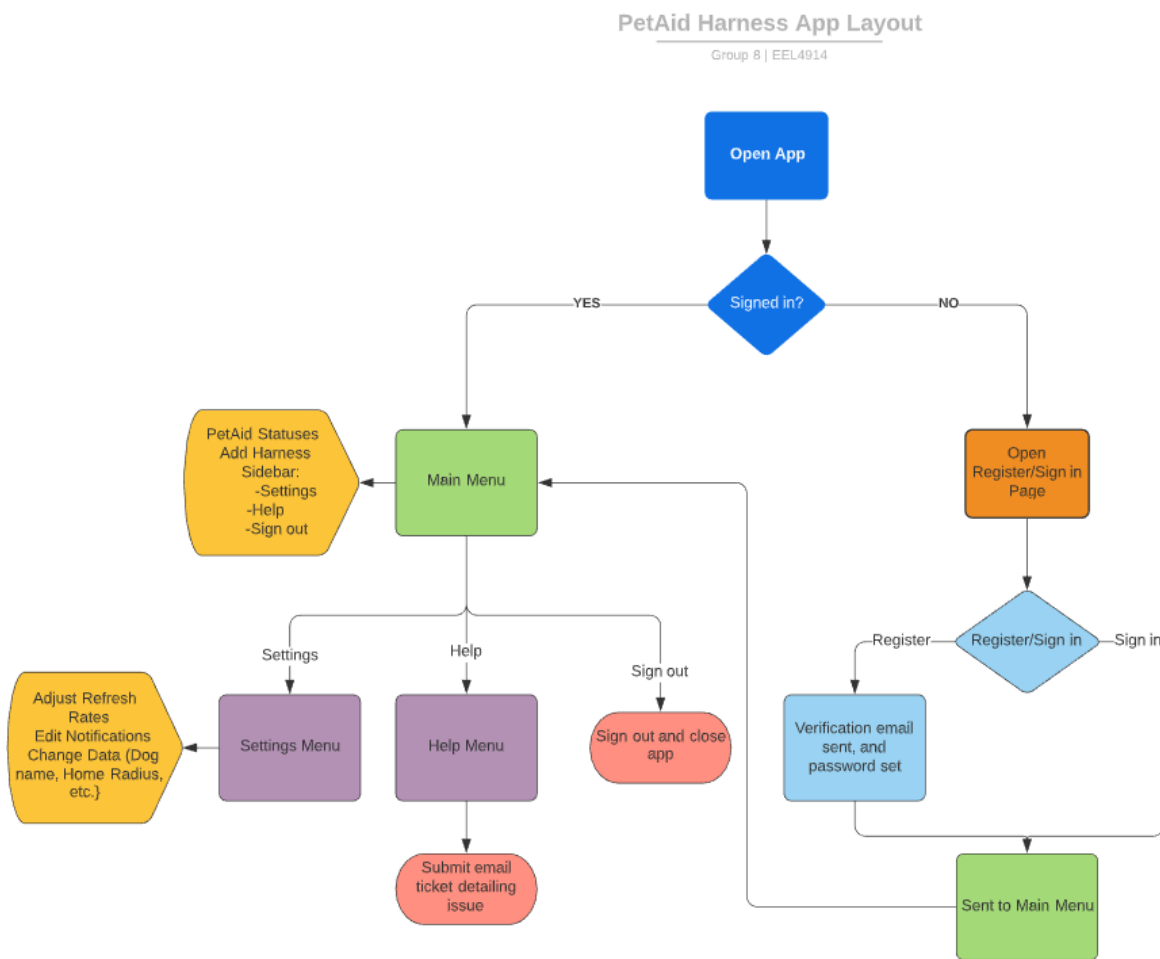 PetAid Harness App Layout
Group 8 | EEL4914
Open App
Signed in?
YES
NO
PetAid Statuses
Add Harness
Sidebar:
-Settings
-Help
-Sign out
Main Menu
Open
Register/Sign in
Page
Register
Register/Sign in
Sign in
Settings
Help
Sign out
Adjust Refresh
Rates
Edit Notifications
Change Data (Dog
name, Home Radius,
etc.}
Settings Menu
Help Menu
Sign out and close
app
Verification email
sent, and
password set
Submit email
ticket detailing
issue
Sent to Main Menu